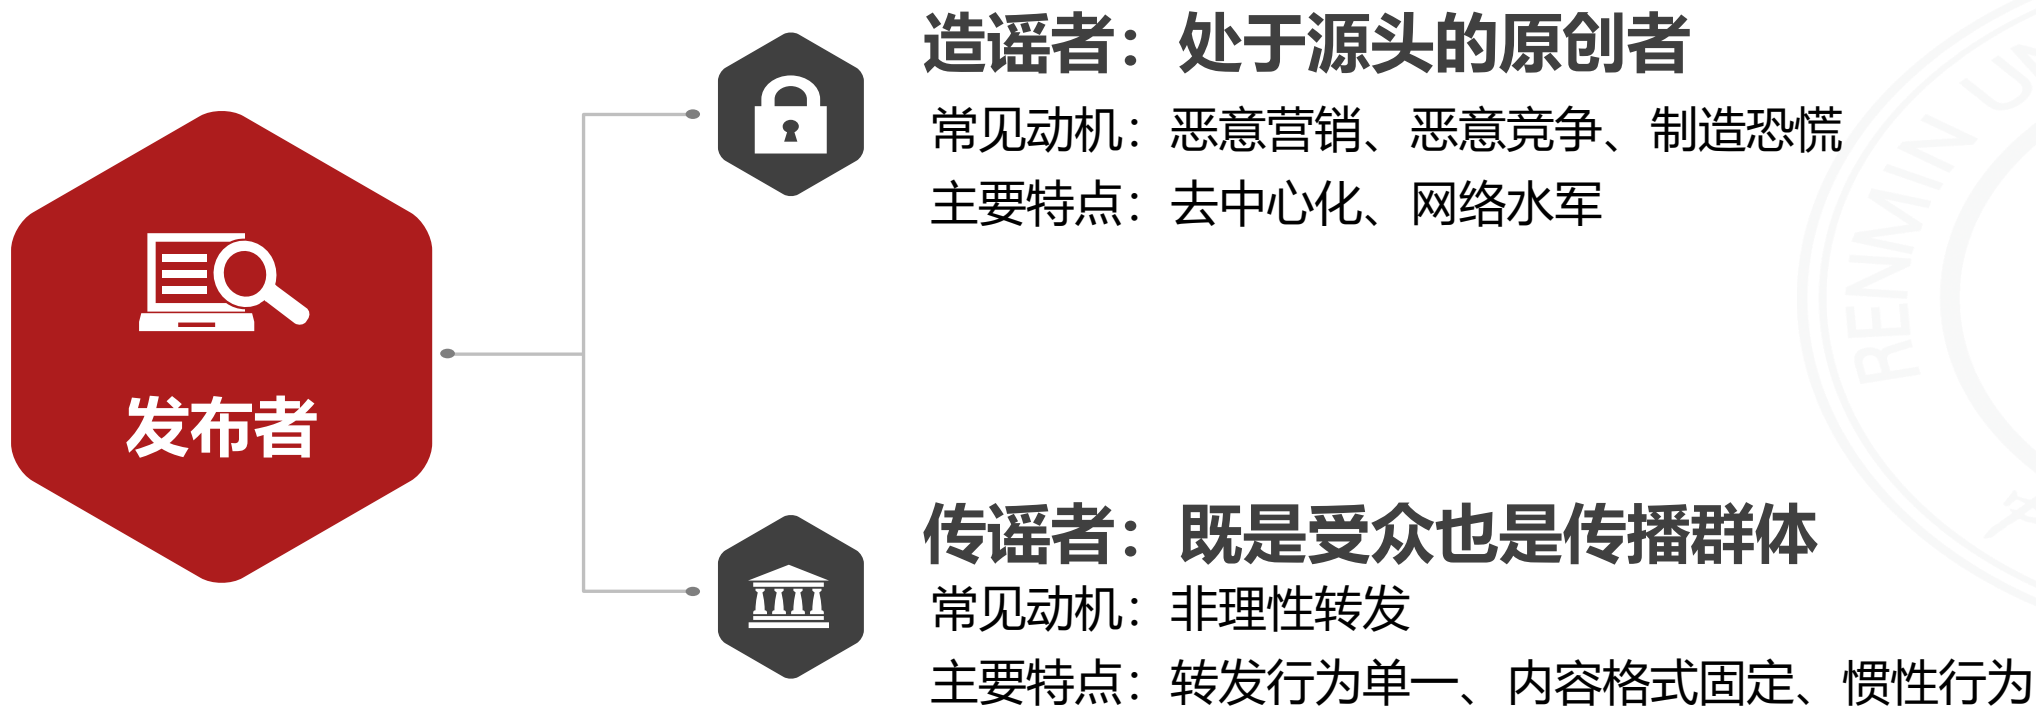 造谣者：处于源头的原创者
常见动机：恶意营销、恶意竞争、制造恐慌
主要特点：去中心化、网络水军
发布者
传谣者：既是受众也是传播群体
常见动机：非理性转发
主要特点：转发行为单一、内容格式固定、惯性行为
RENMIN UN